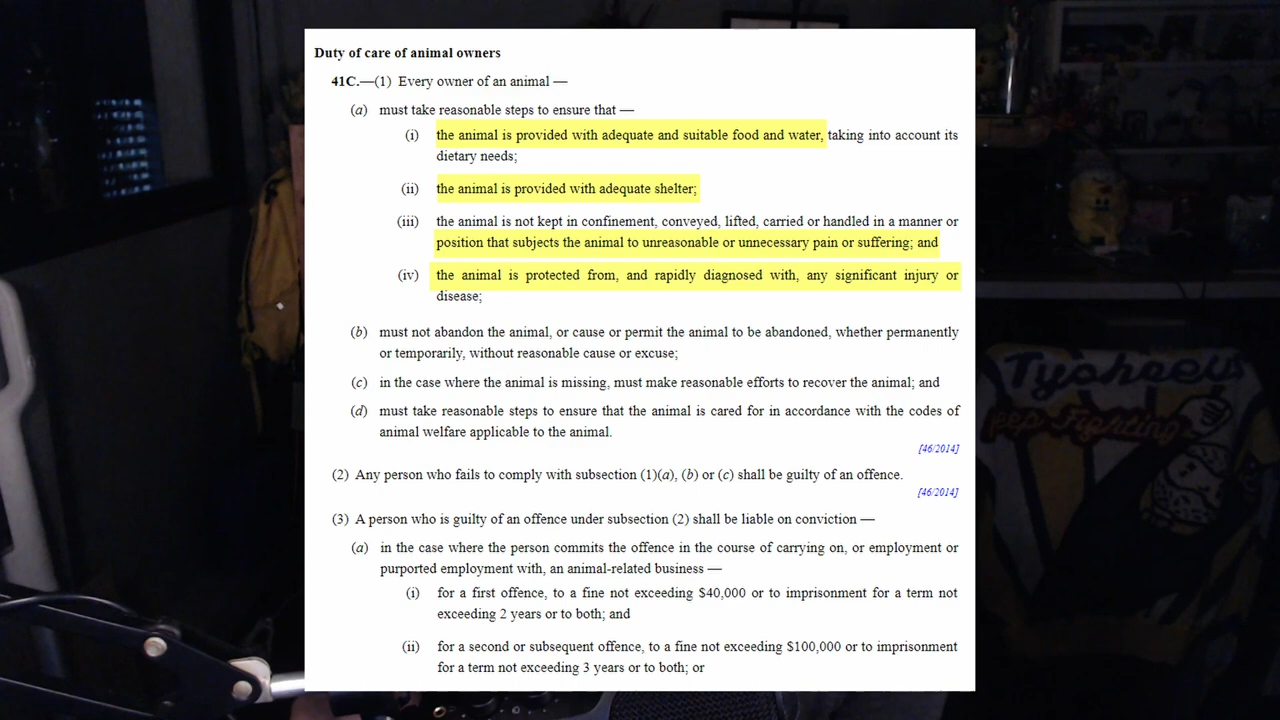 Duty of care of animal owners
41C.—(1) Every owner of an animal —
(a) must take reasonable steps to ensure that —
(i) the animal is provided with adequate and suitable food and water, taking into account its
dietary needs;
(ii) the animal is provided with adequate shelter;
(iii) the animal is not kept in confinement, conveyed, lifted, carried or handled in a manner or
position that subjects the animal to unreasonable or unnecessary pain or suffering; and
(iv) the animal is protected from, and rapidly diagnosed with, any significant injury or
disease;
(b) must not abandon the animal, or cause or permit the animal to be abandoned, whether permanently
or temporarily, without reasonable cause or excuse;
(c) in the case where the animal is missing, must make reasonable efforts to recover the animal; and
(d) must take reasonable steps to ensure that the animal is cared for in accordance with the codes of
animal welfare applicable to the animal.
[46/2014]
(2) Any person who fails to comply with subsection (1)(a), (b) or (c) shall be guilty of an offence.
[46/2014]
(3) A person who is guilty of an offence under subsection (2) shall be liable on conviction —
(a) in the case where the person commits the offence in the course of carrying on, or employment or
purported employment with, an animal-related business —
(i) for a first offence, to a fine not exceeding $40,000 or to imprisonment for a term not
exceeding 2 years or to both; and
(ii) for a second or subsequent offence, to a fine not exceeding $100,000 or to imprisonment
for a term not exceeding 3 years or to both; or
Fighting